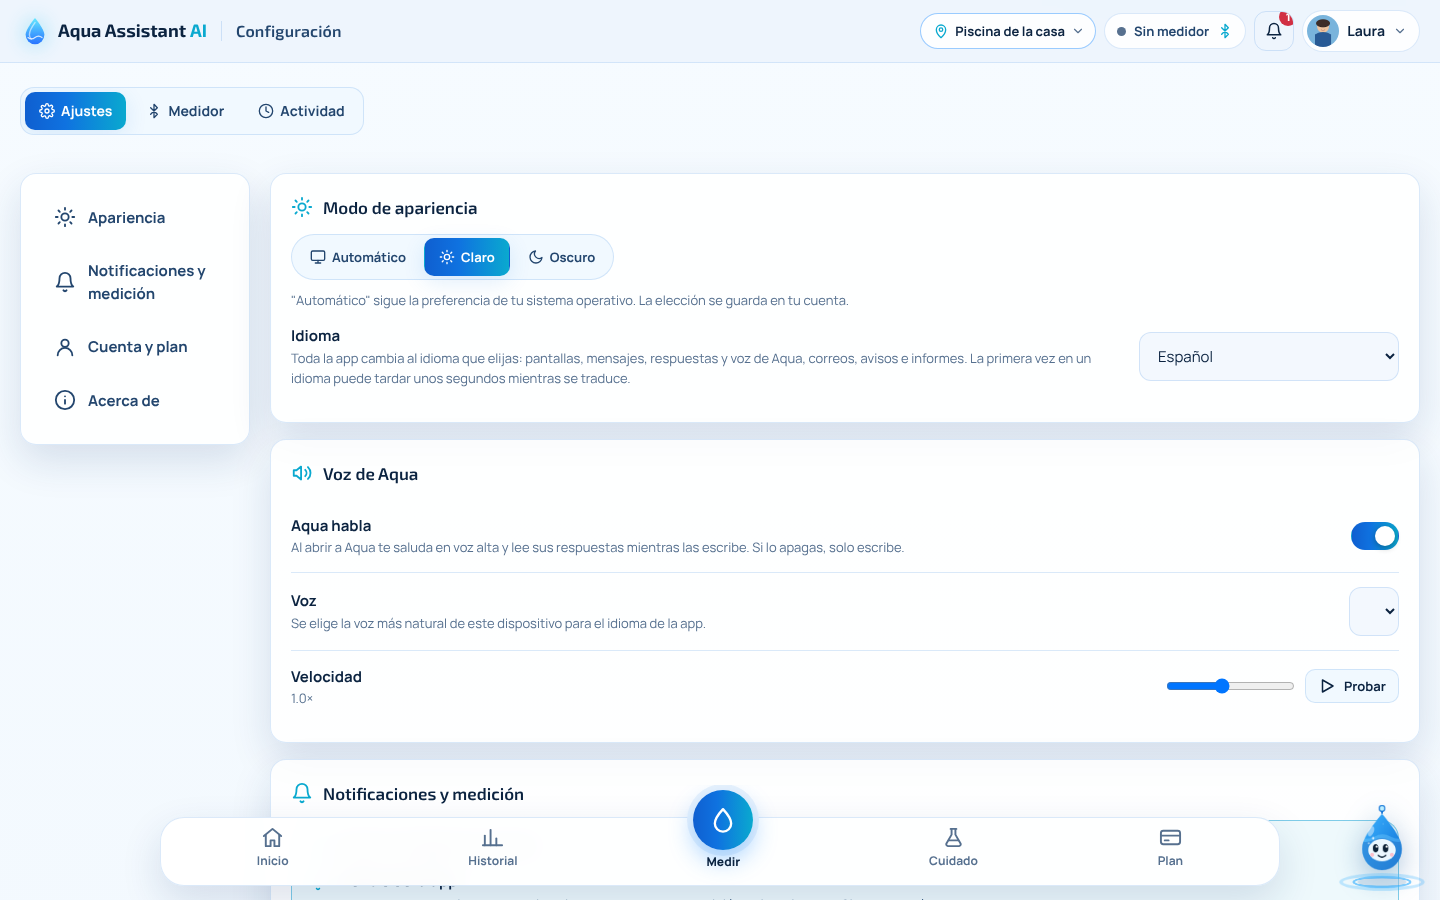 Aqua Assistant AI
Configuración
Piscina de la casa
Sin medidor
Laura
Ajustes
Medidor
Actividad
Apariencia
Notificaciones y
medición
Cuenta y plan
Acerca de
Modo de apariencia
Automático
Claro
Oscuro
"Automático" sigue la preferencia de tu sistema operativo. La elección se guarda en tu cuenta.
Idioma
Toda la app cambia al idioma que elijas: pantallas, mensajes, respuestas y voz de Aqua, correos, avisos e informes. La primera vez en un
idioma puede tardar unos segundos mientras se traduce.
Español
Voz de Aqua
Aqua habla
Al abrir a Aqua te saluda en voz alta y lee sus respuestas mientras las escribe. Si lo apagas, solo escribe.
Voz
Se elige la voz más natural de este dispositivo para el idioma de la app.
Velocidad
1.0×
Probar
Notificaciones y medición
Inicio
Historial
Medir
Cuidado
Plan